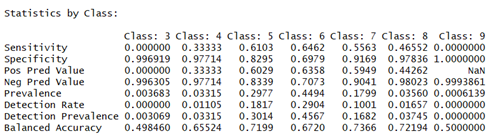 Statistics by Class:
Class: 3 Class: 4 Class: 5 Class: 6 Class: 7 Class: 8 Class: 9
Sensitivity 0.000000 0.33333 0.6103 0.6462 0.5563 0.46552 0.0000000
Specificity 0.996919 0.97714 0.8295 0.6979 0.9169 0.97836 1.0000000
Pos Pred Value 0.000000 0.33333 0.6029 0.6358 0.5949 0.44262 NaN
Neg Pred Value 0.996305 0.97714 0.8339 0.7073 0.9041 0.98023 0.9993861
Prevalence 0.003683 0.03315 0.2977 0.4494 0.1799 0.03560 0.0006139
Detection Rate 0.000000 0.01105 0.1817 0.2904 0.1001 0.01657 0.0000000
Detection Prevalence 0.003069 0.03315 0.3014 0.4567 0.1682 0.03745 0.0000000
Balanced Accuracy 0.498460 0.65524 0.7199 0.6720 0.7366 0.72194 0.5000000